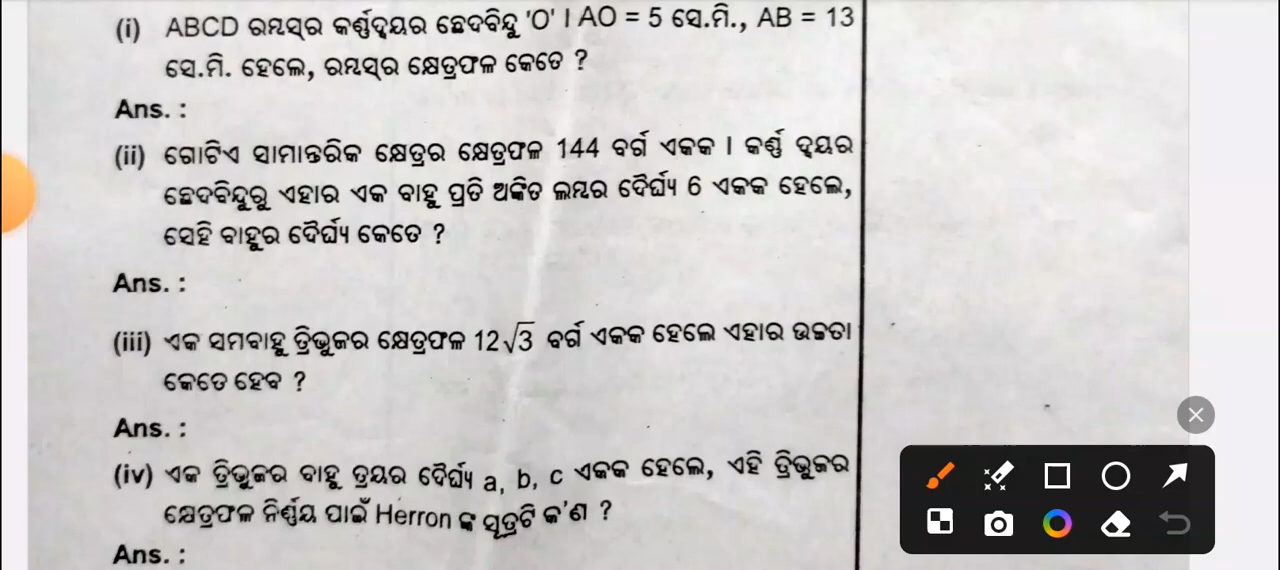 (i) ABCD ରମ୍ବସ୍‌ର କର୍ଣ୍ଣଦ୍ୱୟର ଛେଦବିନ୍ଦୁ 'O' । AO = 5 ସେ.ମି., AB = 13
ସେ.ମି. ହେଲେ, ରମ୍ବସ୍‌ର କ୍ଷେତ୍ରଫଳ କେତେ ?
Ans. :
(ii) ଗୋଟିଏ ସାମାନ୍ତରିକ କ୍ଷେତ୍ରର କ୍ଷେତ୍ରଫଳ 144 ବର୍ଗ ଏକକ । କର୍ଣ୍ଣ ଦ୍ୱୟର
ଛେଦବିନ୍ଦୁରୁ ଏହାର ଏକ ବାହୁ ପ୍ରତି ଅଙ୍କିତ ଲମ୍ବର ଦୈର୍ଘ୍ୟ 6 ଏକକ ହେଲେ,
ସେହି ବାହୁର ଦୈର୍ଘ୍ୟ କେତେ ?
Ans. :
(iii) ଏକ ସମବାହୁ ତ୍ରିଭୁଜର କ୍ଷେତ୍ରଫଳ 12√3 ବର୍ଗ ଏକକ ହେଲେ ଏହାର ଉଚ୍ଚତା
କେତେ ହେବ ?
Ans. :
(iv) ଏକ ତ୍ରିଭୁଜର ବାହୁ ତ୍ରୟର ଦୈର୍ଘ୍ୟ a, b, c ଏକକ ହେଲେ, ଏହି ତ୍ରିଭୁଜର
କ୍ଷେତ୍ରଫଳ ନିର୍ଣ୍ଣୟ ପାଇଁ Herron ଙ୍କ ସୂତ୍ରଟି କ'ଣ ?
Ans. :